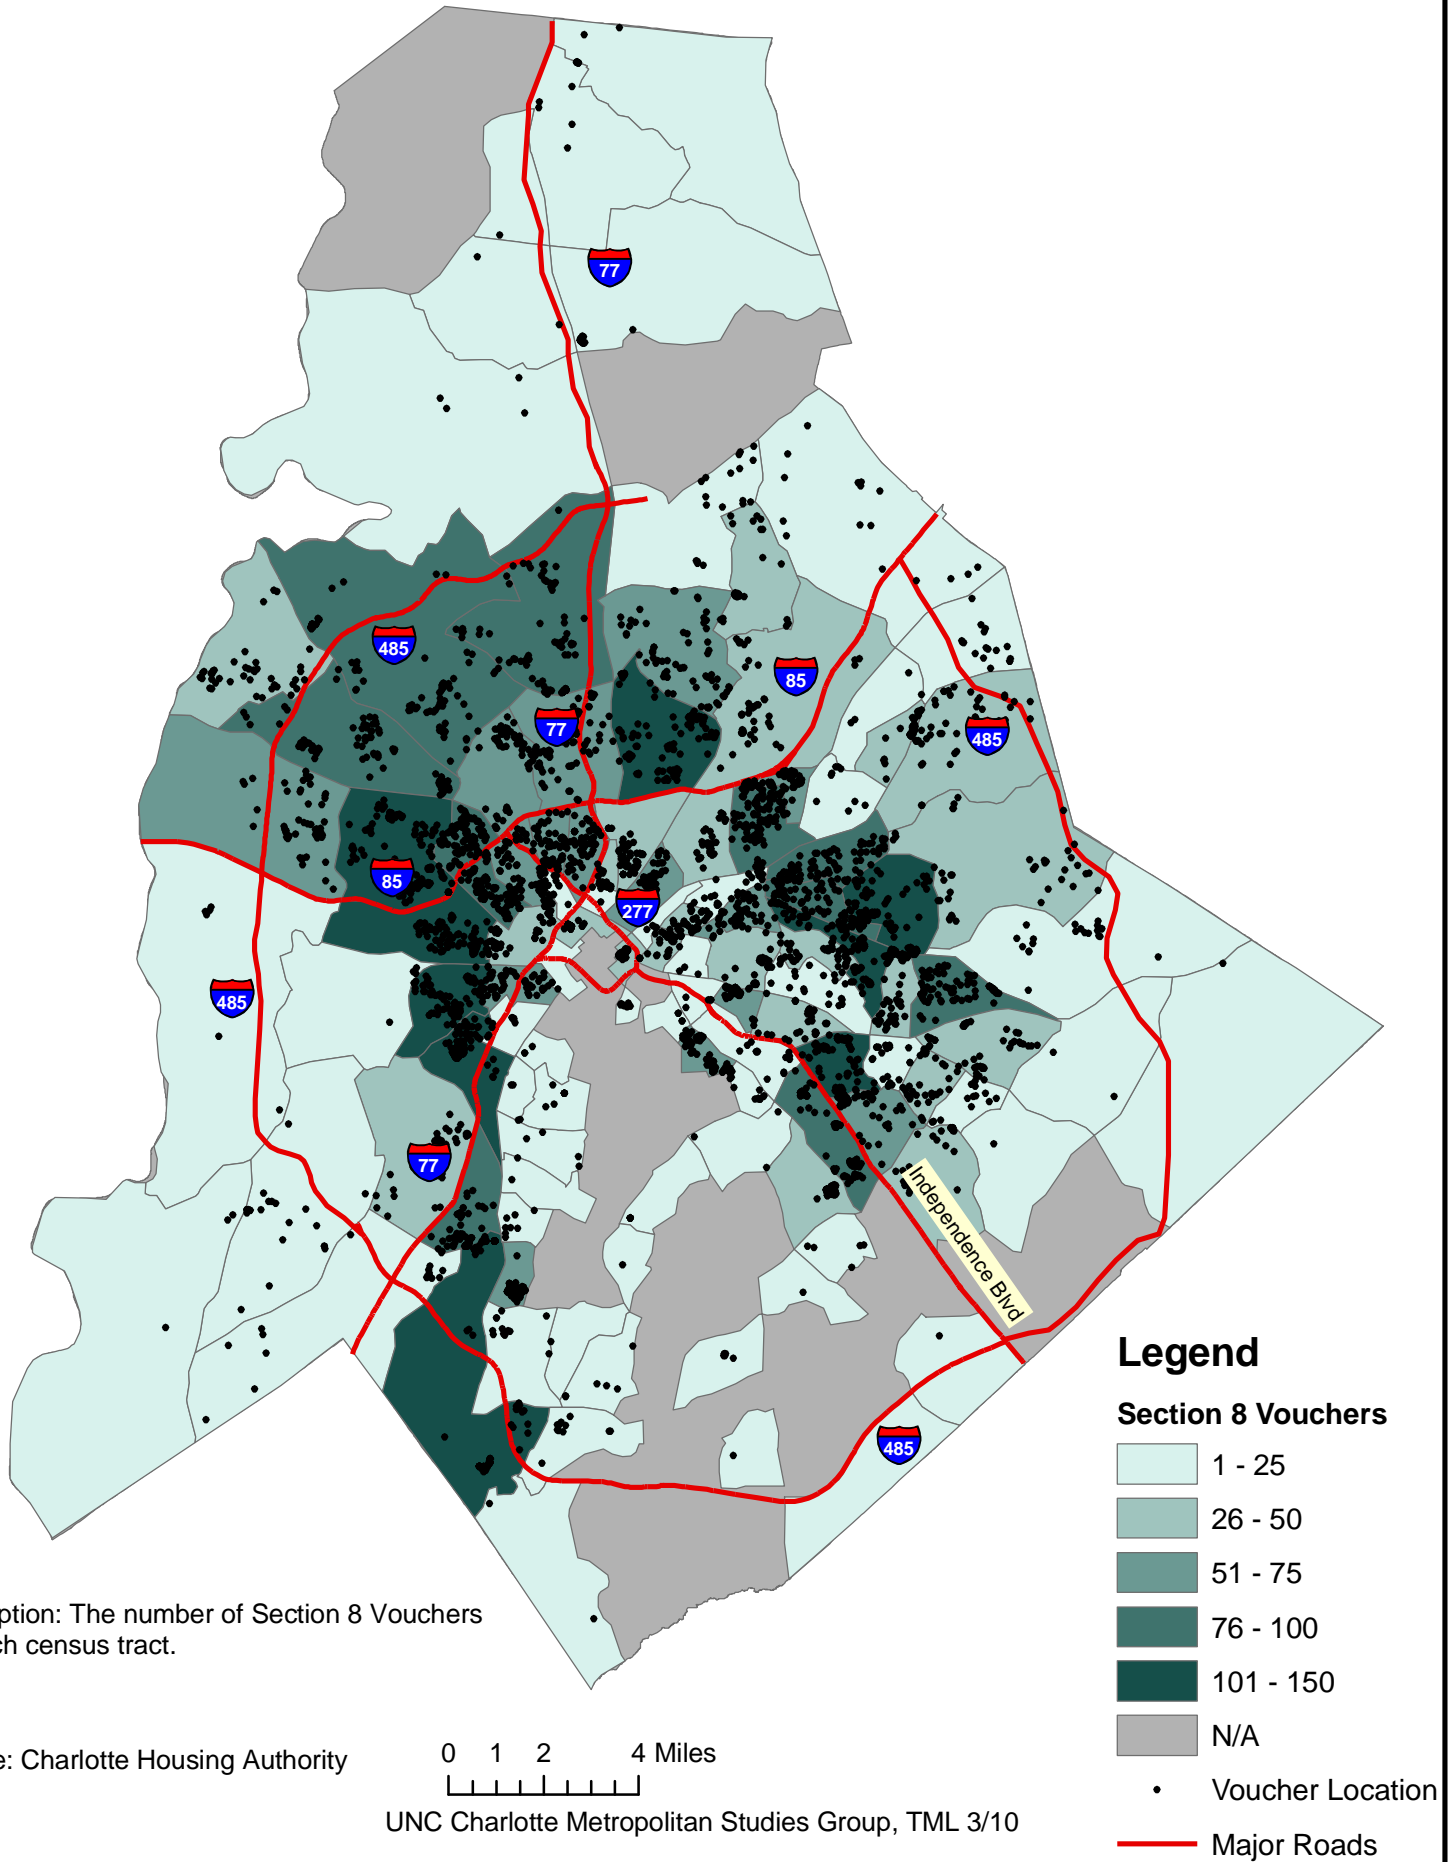 77
485
85
77
485
85
277
485
77
Independence Blvd
485
Legend
Section 8 Vouchers
1 - 25
26 - 50
51 - 75
76 - 100
101 - 150
N/A
Voucher Location
Major Roads
ption: The number of Section 8 Vouchers
ch census tract.
e: Charlotte Housing Authority
0 1 2 4 Miles
UNC Charlotte Metropolitan Studies Group, TML 3/10